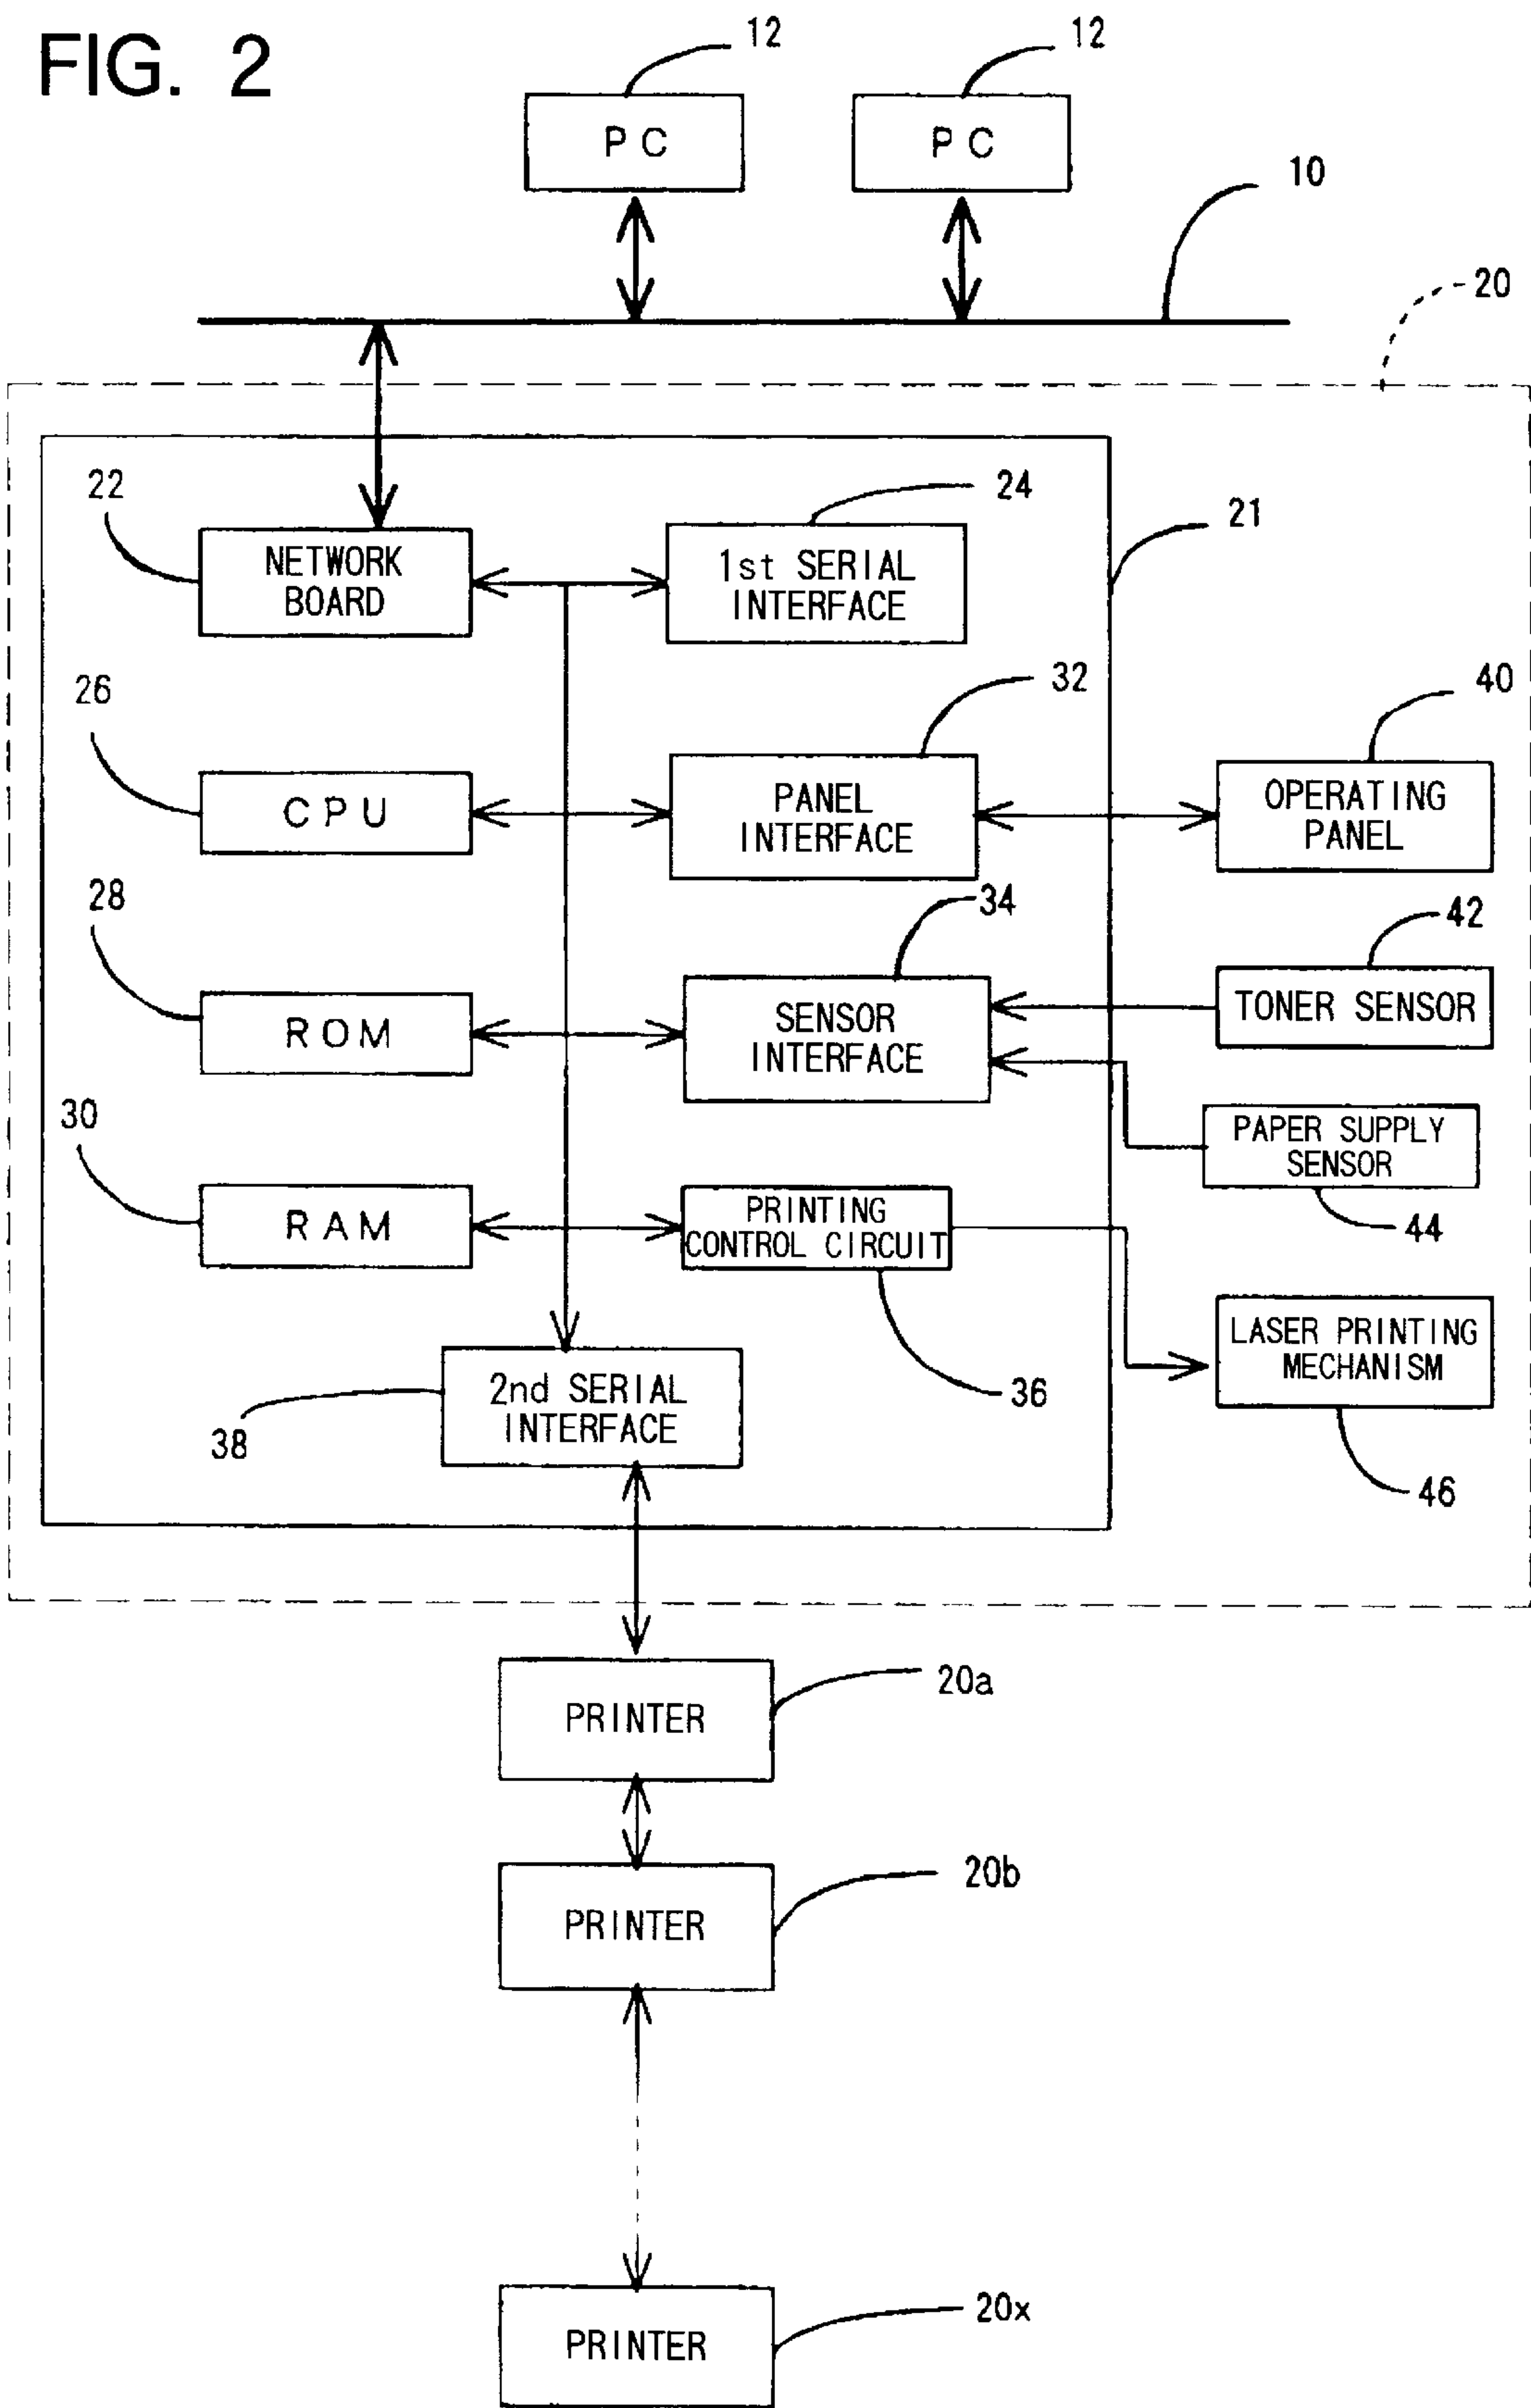 FIG. 2
12
12
PC
PC
10
20
22
24
21
NETWORK
BOARD
1st SERIAL
INTERFACE
26
32
40
CPU
PANEL
INTERFACE
OPERATING
PANEL
28
34
42
ROM
SENSOR
INTERFACE
TONER SENSOR
30
PAPER SUPPLY
SENSOR
RAM
PRINTING
CONTROL CIRCUIT
44
LASER PRINTING
MECHANISM
2nd SERIAL
INTERFACE
36
38
46
20a
PRINTER
20b
PRINTER
20x
PRINTER